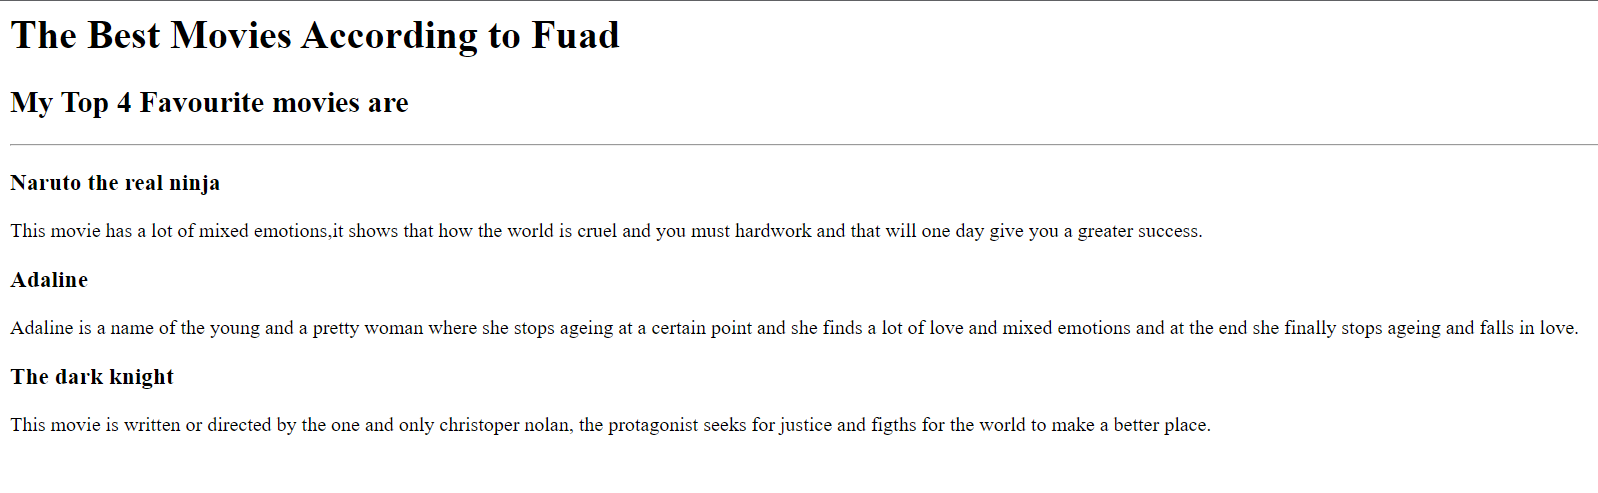 The Best Movies According to Fuad
My Top 4 Favourite movies are
Naruto the real ninja
This movie has a lot of mixed emotions,it shows that how the world is cruel and you must hardwork and that will one day give you a greater success.
Adaline
Adaline is a name of the young and a pretty woman where she stops ageing at a certain point and she finds a lot of love and mixed emotions and at the end she finally stops ageing and falls in love.
The dark knight
This movie is written or directed by the one and only christoper nolan, the protagonist seeks for justice and figths for the world to make a better place.